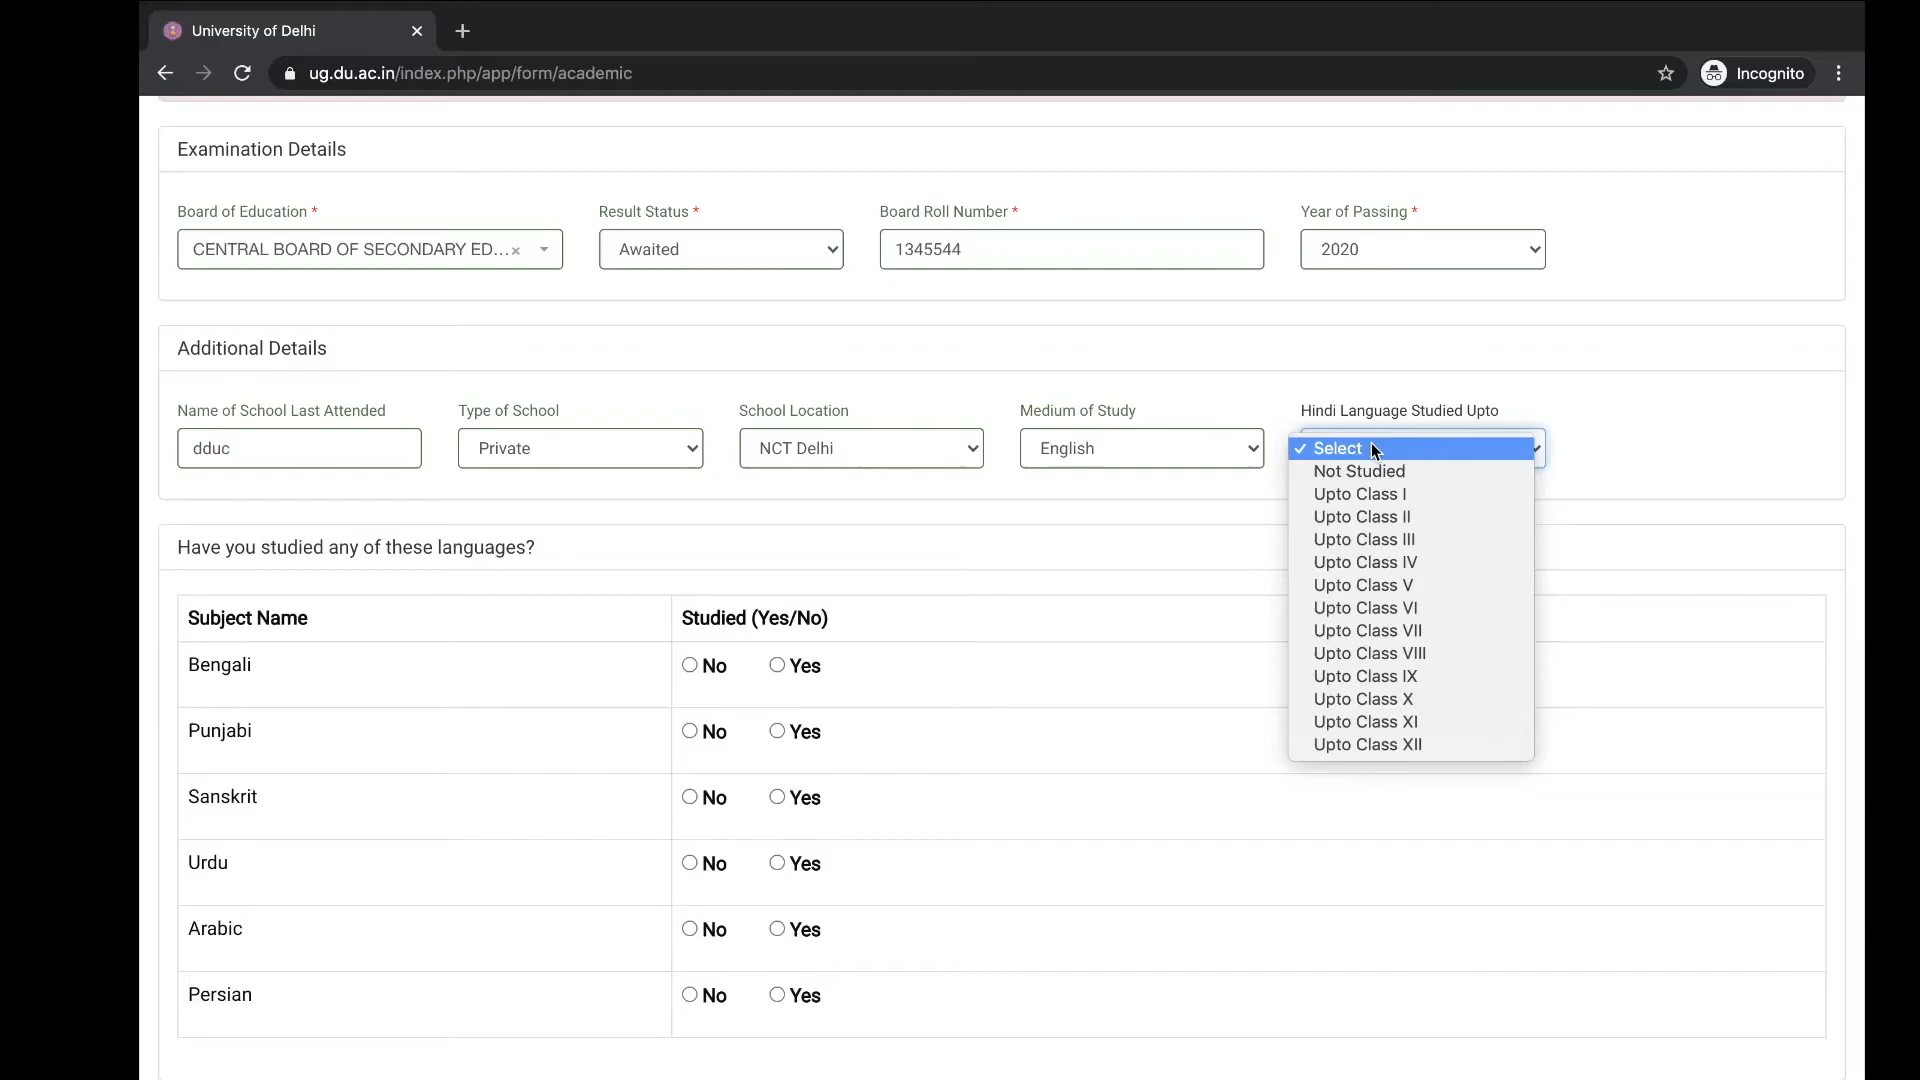 University of Delhi
ug.du.ac.in/index.php/app/form/academic
Incognito
Examination Details
Board of Education *
Result Status *
Board Roll Number *
Year of Passing *
CENTRAL BOARD OF SECONDARY ED...
Awaited
1345544
2020
Additional Details
Name of School Last Attended
Type of School
School Location
Medium of Study
Hindi Language Studied Upto
dduc
Private
NCT Delhi
English
Select
Not Studied
Upto Class I
Upto Class II
Upto Class III
Upto Class IV
Upto Class V
Upto Class VI
Upto Class VII
Upto Class VIII
Upto Class IX
Upto Class X
Upto Class XI
Upto Class XII
Have you studied any of these languages?
Subject Name
Studied (Yes/No)
Bengali
No Yes
Punjabi
No Yes
Sanskrit
No Yes
Urdu
No Yes
Arabic
No Yes
Persian
No Yes